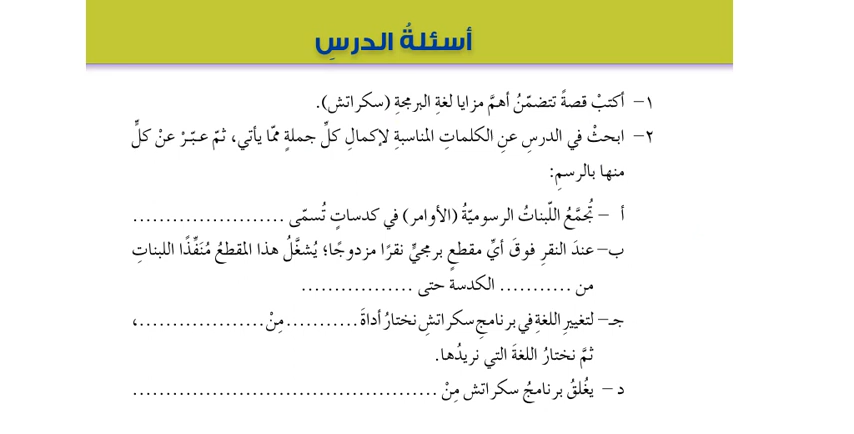 أسئلةُ الدرسِ
١– أكتبْ قصةً تتضمّنُ أهمَّ مزايا لغةِ البرمجةِ (سكراتش).
٢– ابحثْ في الدرسِ عنِ الكلماتِ المناسبةِ لإكمالِ كلِّ جملةٍ ممّا يأتي، ثمّ عبّرْ عنْ كلٍّ
منها بالرسمِ:
أ – تُجمَّعُ اللّبناتُ الرسوميّةُ (الأوامر) في كدساتٍ تُسمّى .......................
ب– عندَ النقرِ فوقَ أيِّ مقطعٍ برمجيٍّ نقرًا مزدوجًا؛ يُشغَّلُ هذا المقطعُ مُنَفِّذًا اللبناتِ
من ........... الكدسة حتى .................
جـ– لتغييرِ اللغةِ في برنامجِ سكراتشِ نختارُ أداةَ........... مِنْ...................،
ثمَّ نختارُ اللغةَ التي نريدُها.
د – يغُلقُ برنامجُ سكراتش مِنْ .............................................